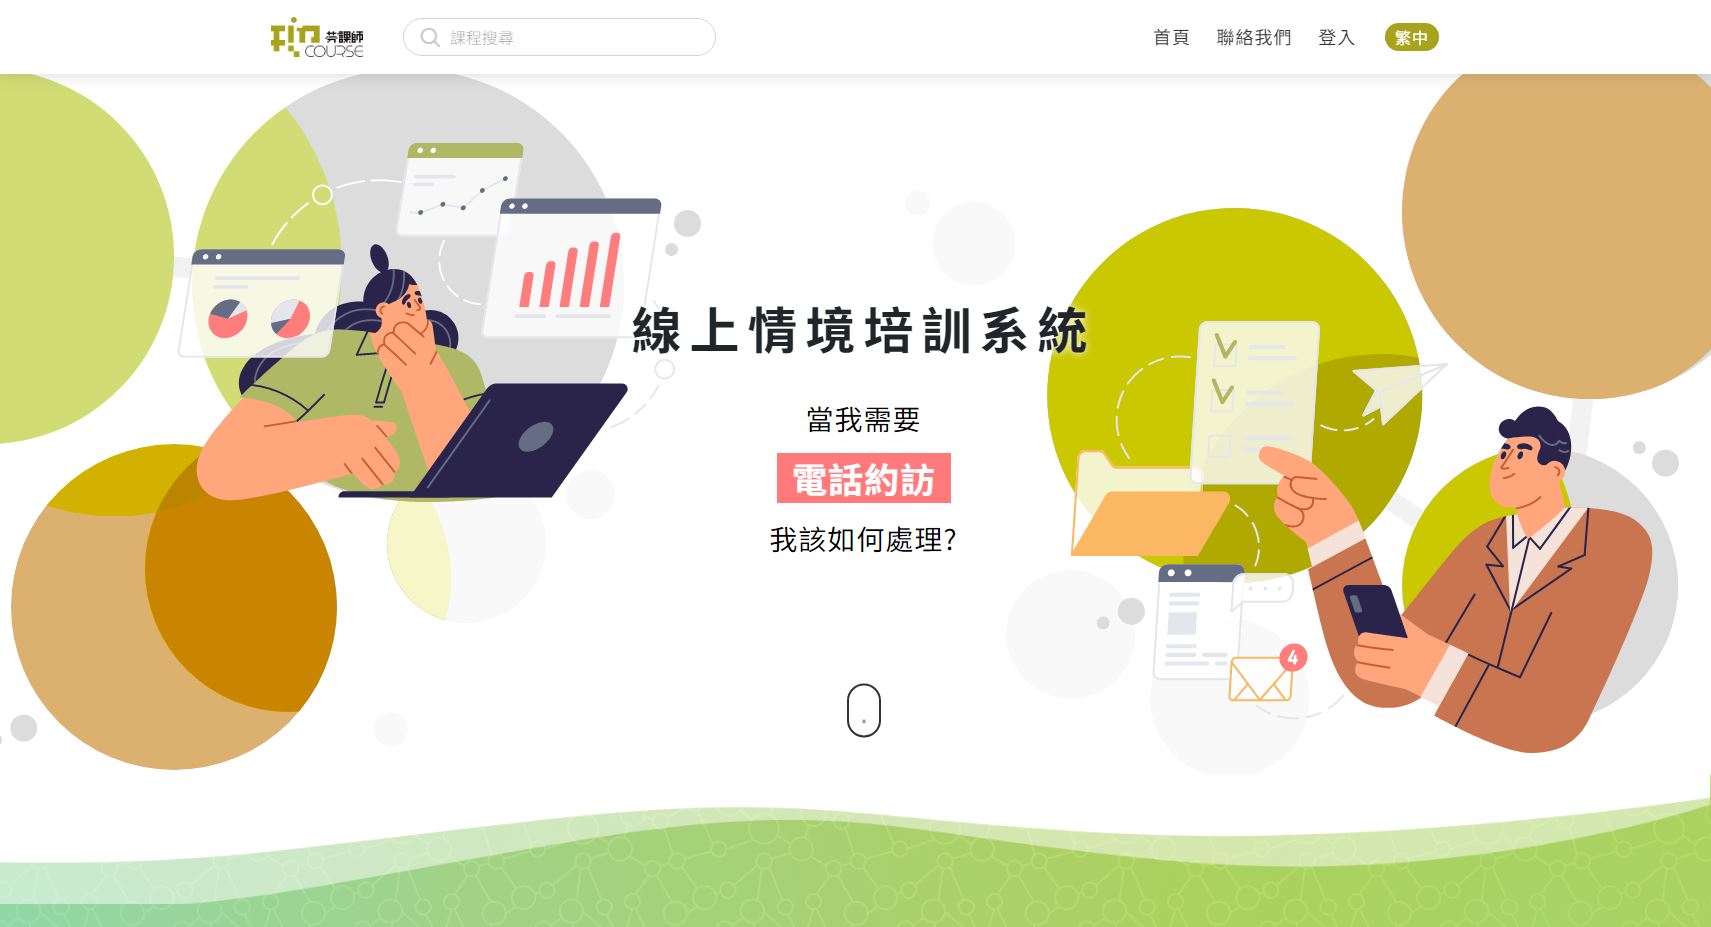 Fin 芬課師
COURSE
課程搜尋
首頁
聯絡我們
登入
繁中
線上情境培訓系統
當我需要
電話約訪
我該如何處理?
4